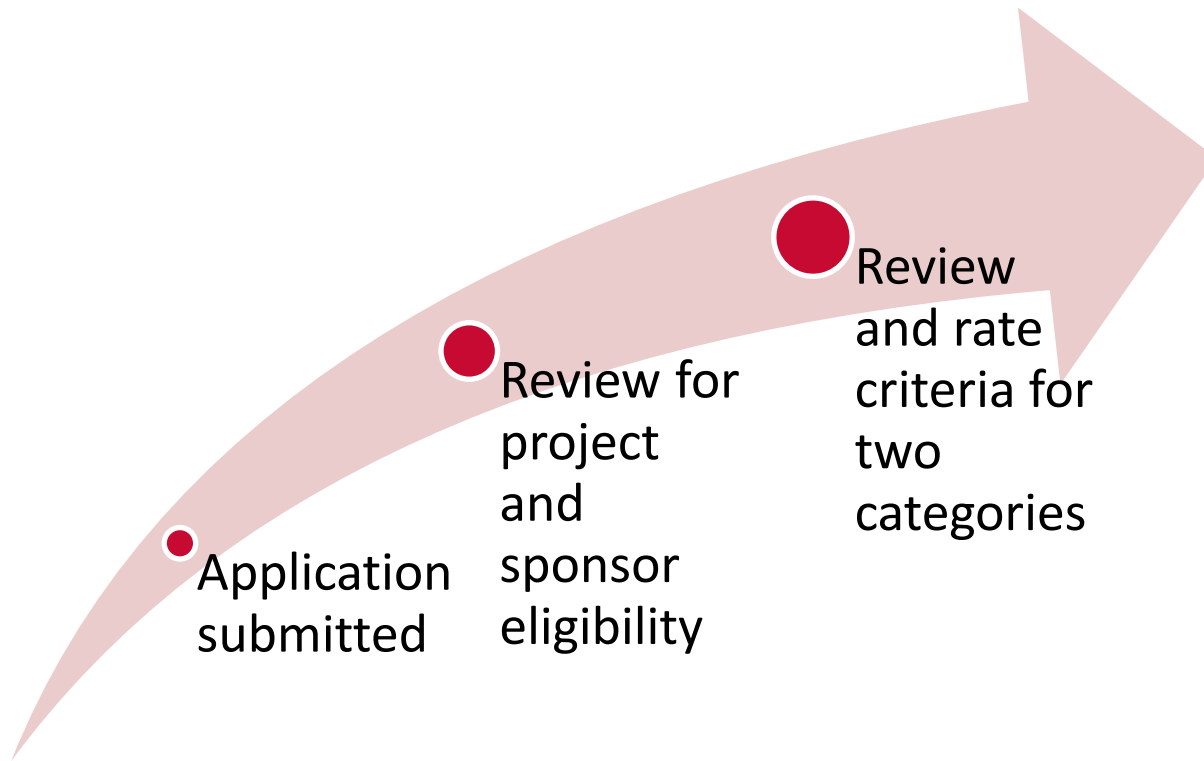 Application
submitted
Review for
project
and
sponsor
eligibility
Review
and rate
criteria for
two
categories